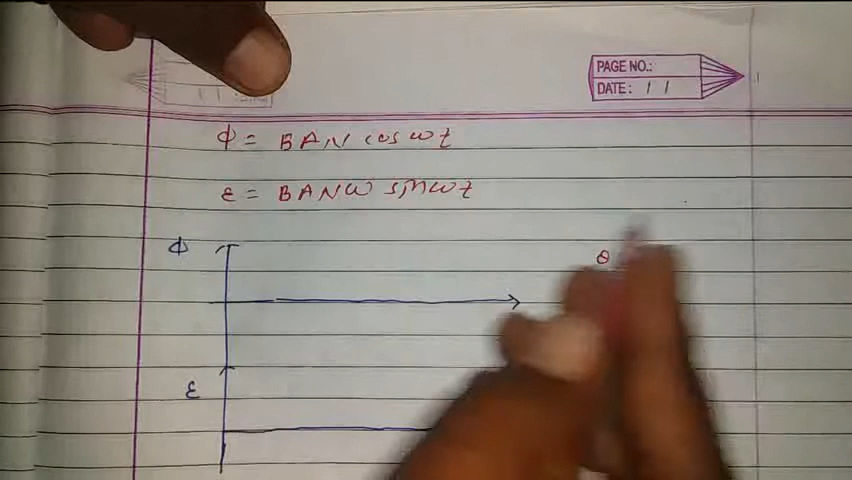 PAGE NO.:
DATE: / /
Φ = BAN cos ωt
ε = BANω sin ωt
Φ
θ
ε